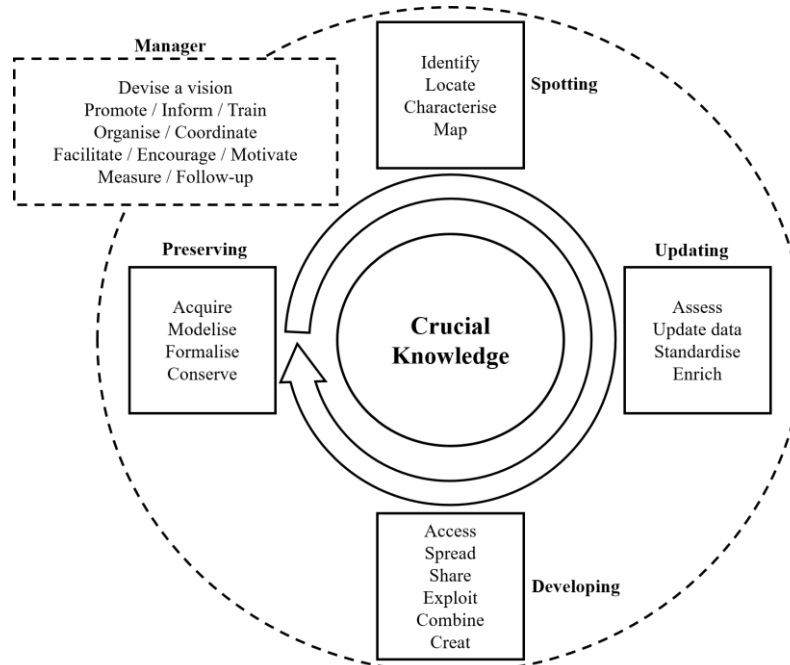 Manager
Devise a vision
Promote / Inform / Train
Organise / Coordinate
Facilitate / Encourage / Motivate
Measure / Follow-up
Identify
Locate
Characterise
Map
Spotting
Preserving
Acquire
Modelise
Formalise
Conserve
Crucial
Knowledge
Updating
Assess
Update data
Standardise
Enrich
Access
Spread
Share
Exploit
Combine
Creat
Developing